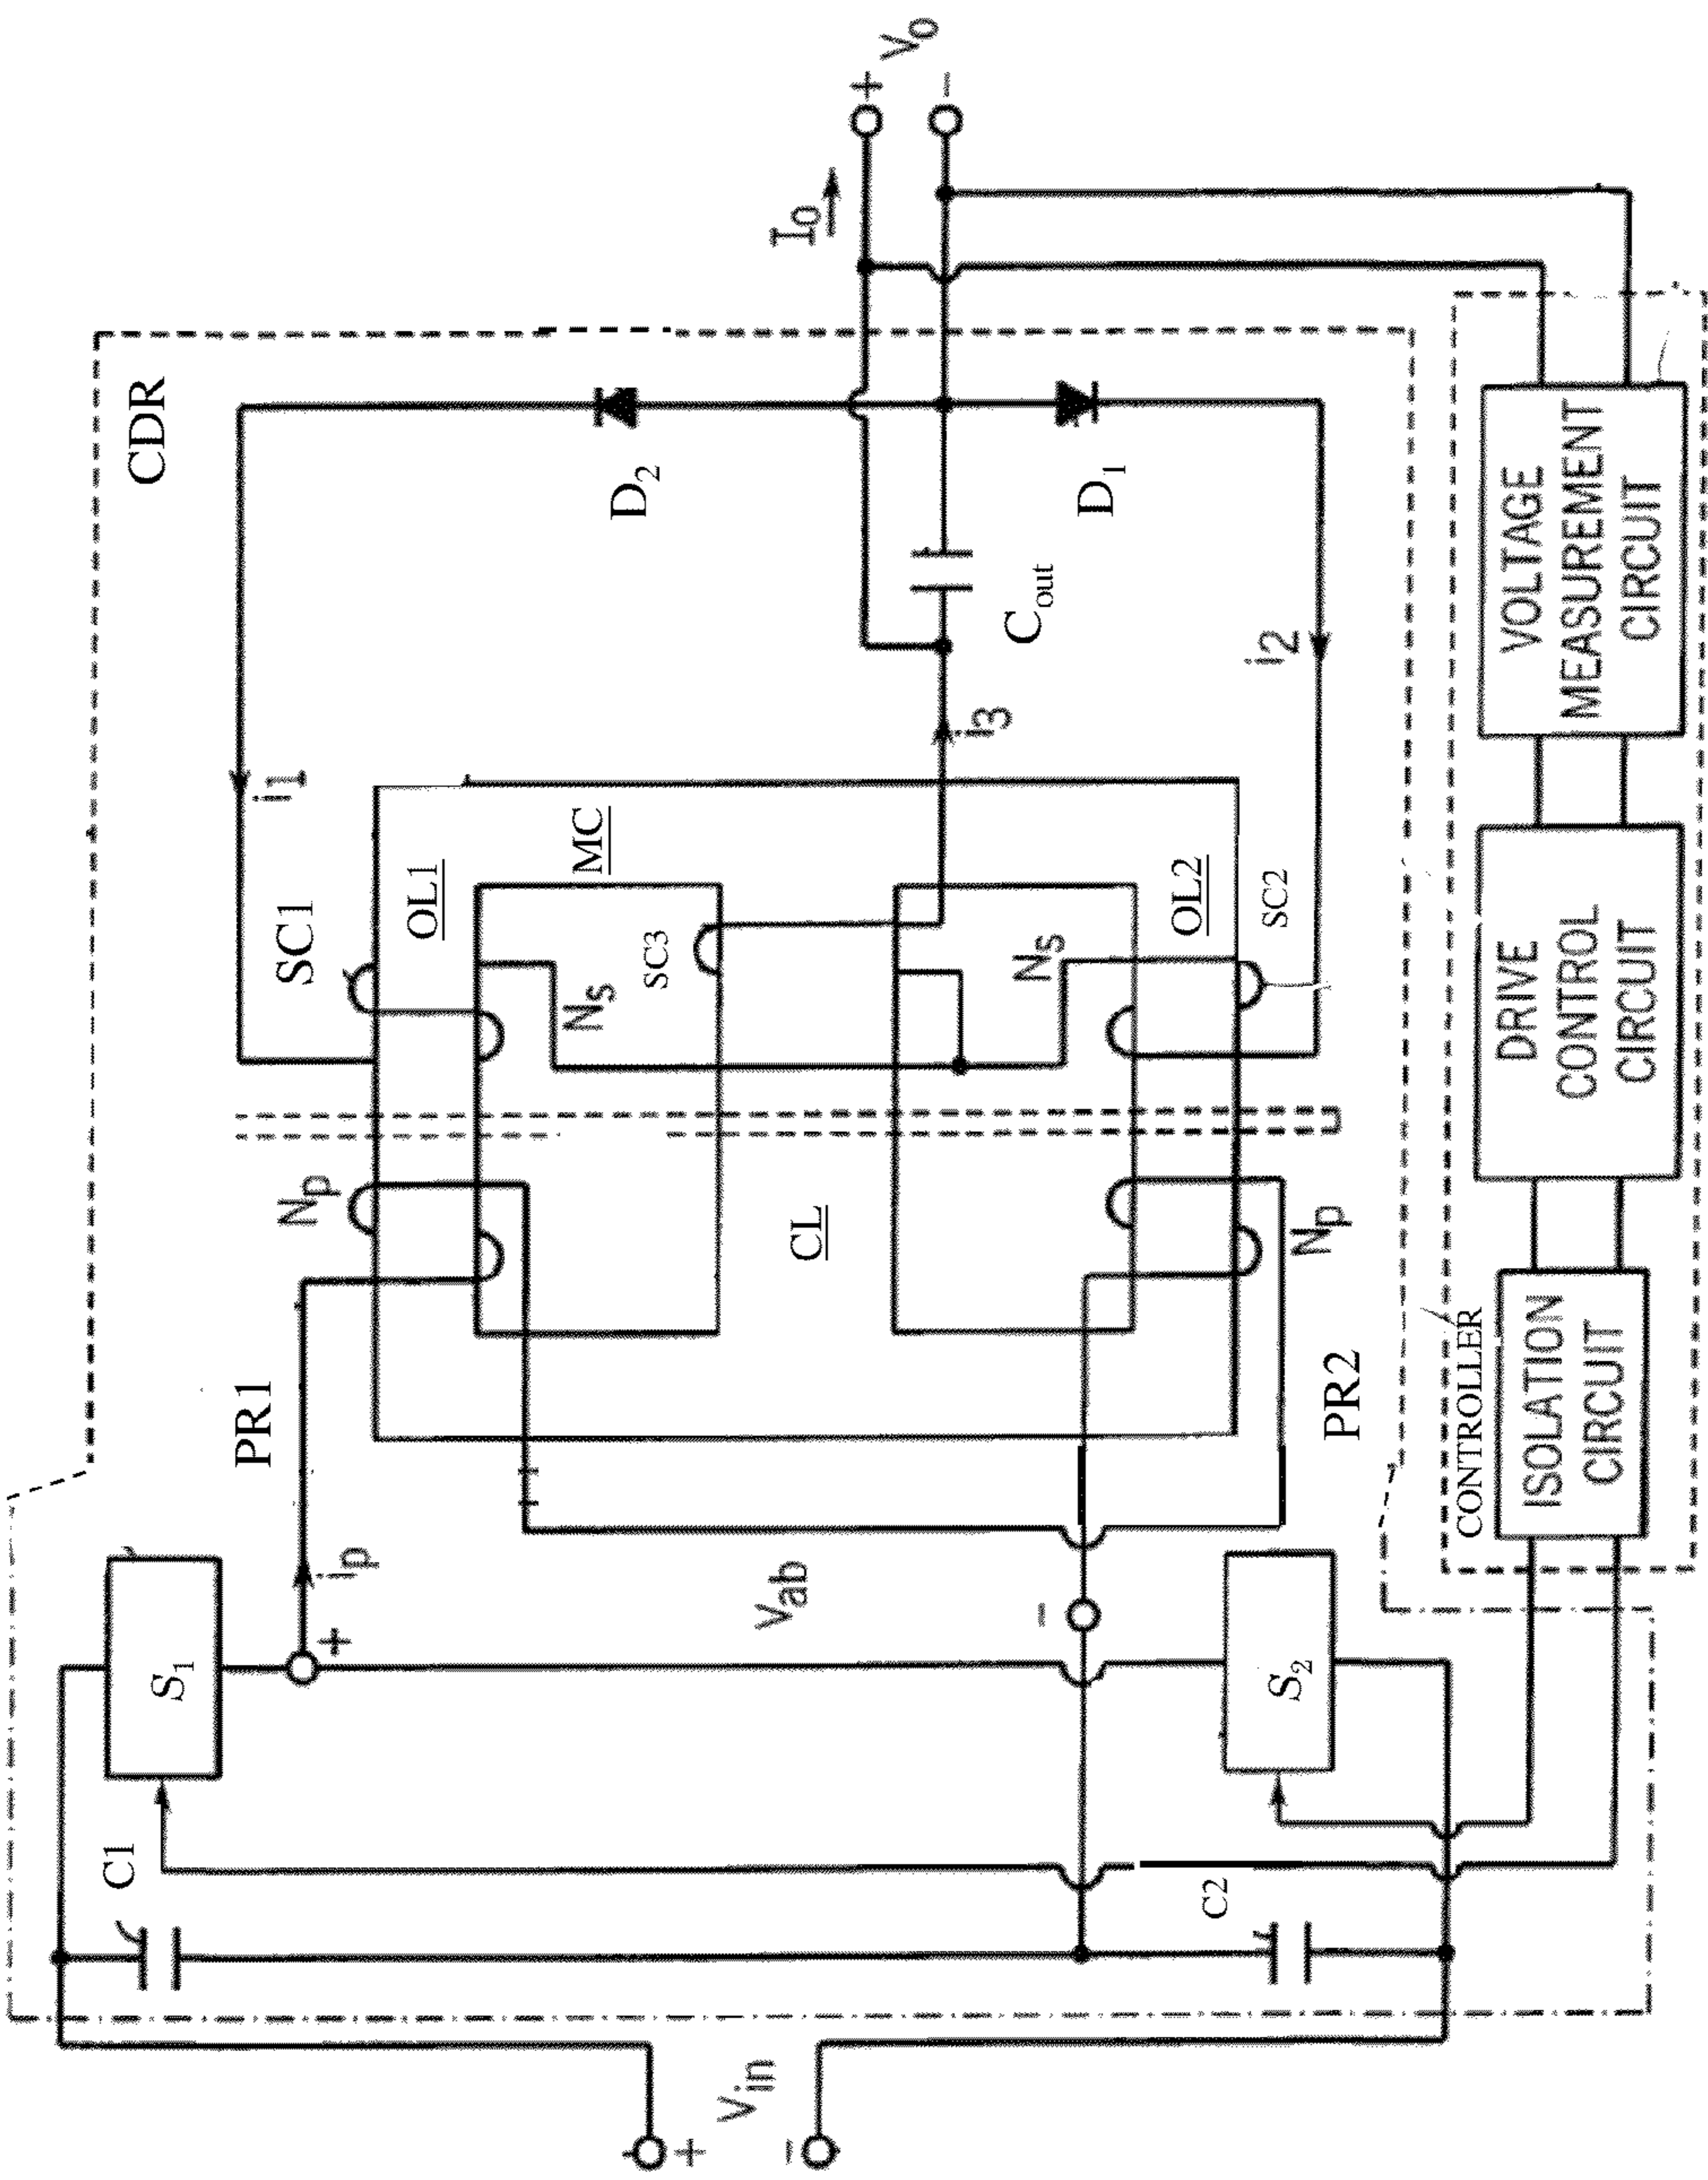 C1
CDR
S1
PR1
Np
SC1
i1
+
ip
OL1
MC
Ns
D2
SC3
+
Vin
−
Vab
CL
Io
+
Vo
−
i3
Cout
−
Ns
D1
OL2
C2
S2
SC2
i2
Np
PR2
CONTROLLER
ISOLATION
CIRCUIT
DRIVE
CONTROL
CIRCUIT
VOLTAGE
MEASUREMENT
CIRCUIT